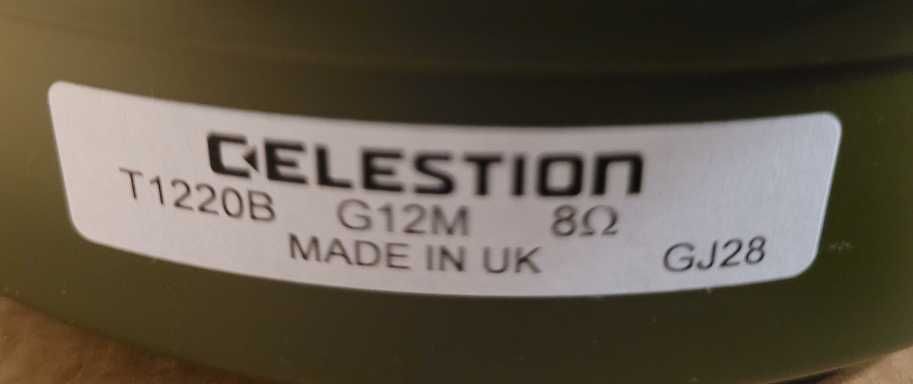 CELESTION
T1220B G12M 8Ω
MADE IN UK GJ28